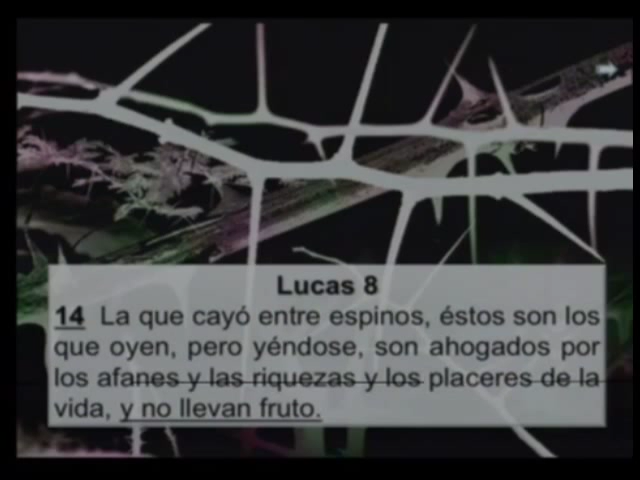 Lucas 8
14 La que cayó entre espinos, éstos son los
que oyen, pero yéndose, son ahogados por
los afanes y las riquezas y los placeres de la
vida, y no llevan fruto.